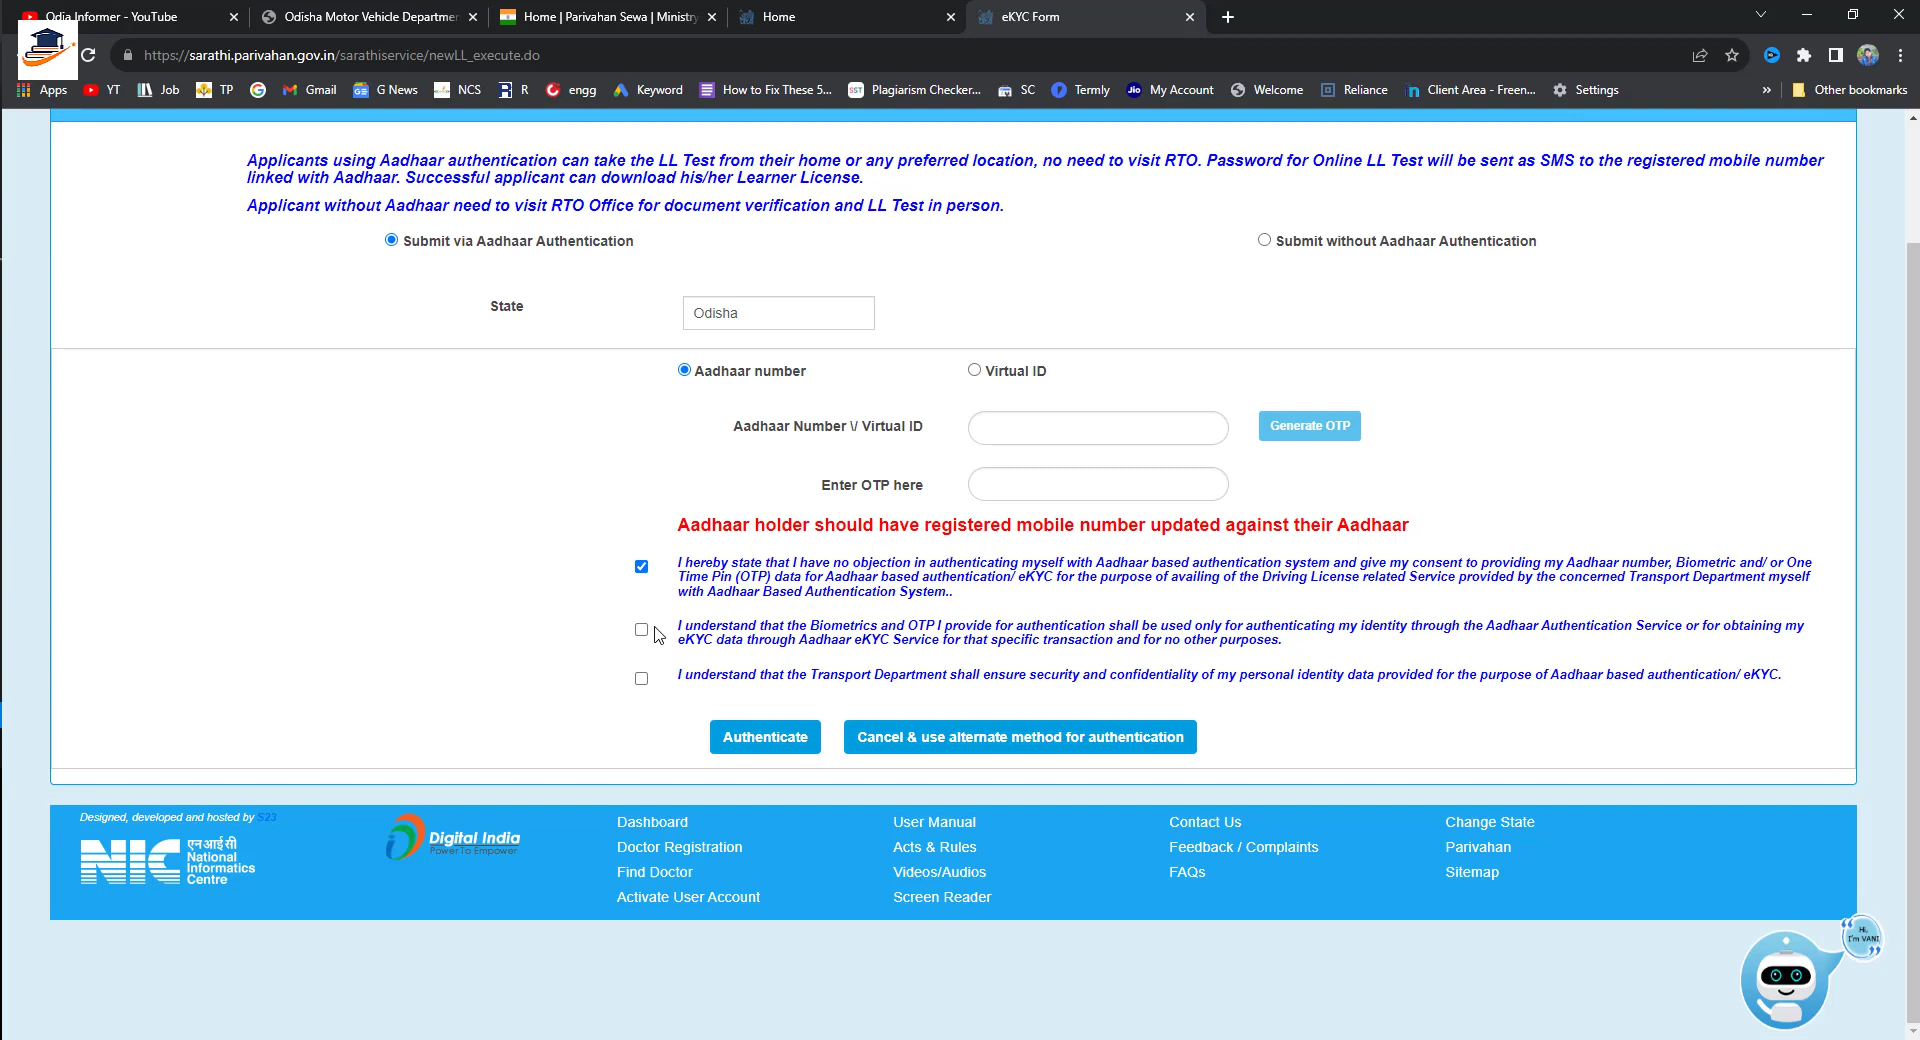 Odia Informer - YouTube
Odisha Motor Vehicle Departmen
Home | Parivahan Sewa | Ministry
Home
eKYC Form
https://sarathi.parivahan.gov.in/sarathiservice/newLL_execute.do
Apps
YT
Job
TP
Gmail
G News
NCS
R
engg
Keyword
How to Fix These 5...
SST
Plagiarism Checker...
SC
Termly
Jio
My Account
Welcome
Reliance
Client Area - Freen...
Settings
»
Other bookmarks
Applicants using Aadhaar authentication can take the LL Test from their home or any preferred location, no need to visit RTO. Password for Online LL Test will be sent as SMS to the registered mobile number
linked with Aadhaar. Successful applicant can download his/her Learner License.
Applicant without Aadhaar need to visit RTO Office for document verification and LL Test in person.
Submit via Aadhaar Authentication
Submit without Aadhaar Authentication
State
Odisha
Aadhaar number
Virtual ID
Aadhaar Number \/ Virtual ID
Generate OTP
Enter OTP here
Aadhaar holder should have registered mobile number updated against their Aadhaar
I hereby state that I have no objection in authenticating myself with Aadhaar based authentication system and give my consent to providing my Aadhaar number, Biometric and/ or One
Time Pin (OTP) data for Aadhaar based authentication/ eKYC for the purpose of availing of the Driving License related Service provided by the concerned Transport Department myself
with Aadhaar Based Authentication System..
I understand that the Biometrics and OTP I provide for authentication shall be used only for authenticating my identity through the Aadhaar Authentication Service or for obtaining my
eKYC data through Aadhaar eKYC Service for that specific transaction and for no other purposes.
I understand that the Transport Department shall ensure security and confidentiality of my personal identity data provided for the purpose of Aadhaar based authentication/ eKYC.
Authenticate
Cancel & use alternate method for authentication
Designed, developed and hosted by S23
NIC
एन आई सी
National
Informatics
Centre
Digital India
Power To Empower
Dashboard
Doctor Registration
Find Doctor
Activate User Account
User Manual
Acts & Rules
Videos/Audios
Screen Reader
Contact Us
Feedback / Complaints
FAQs
Change State
Parivahan
Sitemap
Hi,
I'm VANI